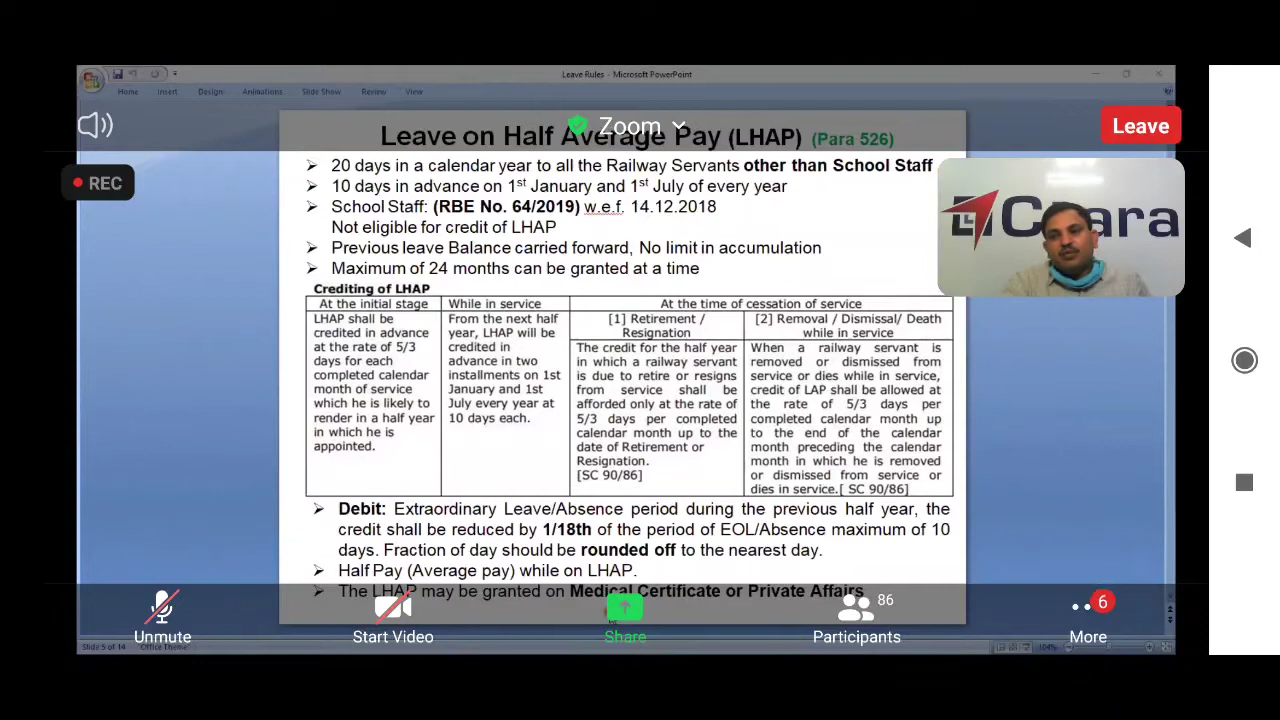 Leave Rules - Microsoft PowerPoint
Home Insert Design Animations Slide Show Review View
Zoom
Leave
REC
Leave on Half Average Pay (LHAP) (Para 526)
20 days in a calendar year to all the Railway Servants other than School Staff
10 days in advance on 1st January and 1st July of every year
School Staff: (RBE No. 64/2019) w.e.f. 14.12.2018
Not eligible for credit of LHAP
Previous leave Balance carried forward, No limit in accumulation
Maximum of 24 months can be granted at a time
Crediting of LHAP
At the initial stage
LHAP shall be
credited in advance
at the rate of 5/3
days for each
completed calendar
month of service
which he is likely to
render in a half year
in which he is
appointed.
While in service
From the next half
year, LHAP will be
credited in
advance in two
installments on 1st
January and 1st
July every year at
10 days each.
At the time of cessation of service
[1] Retirement /
Resignation
The credit for the half year
in which a railway servant
is due to retire or resigns
from service shall be
afforded only at the rate of
5/3 days per completed
calendar month up to the
date of Retirement or
Resignation.
[SC 90/86]
[2] Removal / Dismissal/ Death
while in service
When a railway servant is
removed or dismissed from
service or dies while in service,
credit of LAP shall be allowed at
the rate of 5/3 days per
completed calendar month up
to the end of the calendar
month preceding the calendar
month in which he is removed
or dismissed from service or
dies in service.[ SC 90/86]
Debit: Extraordinary Leave/Absence period during the previous half year, the
credit shall be reduced by 1/18th of the period of EOL/Absence maximum of 10
days. Fraction of day should be rounded off to the nearest day.
Half Pay (Average pay) while on LHAP.
The LHAP may be granted on Medical Certificate or Private Affairs
Unmute
Start Video
Share
86
Participants
6
More
Slide 5 of 14 "Office Theme"